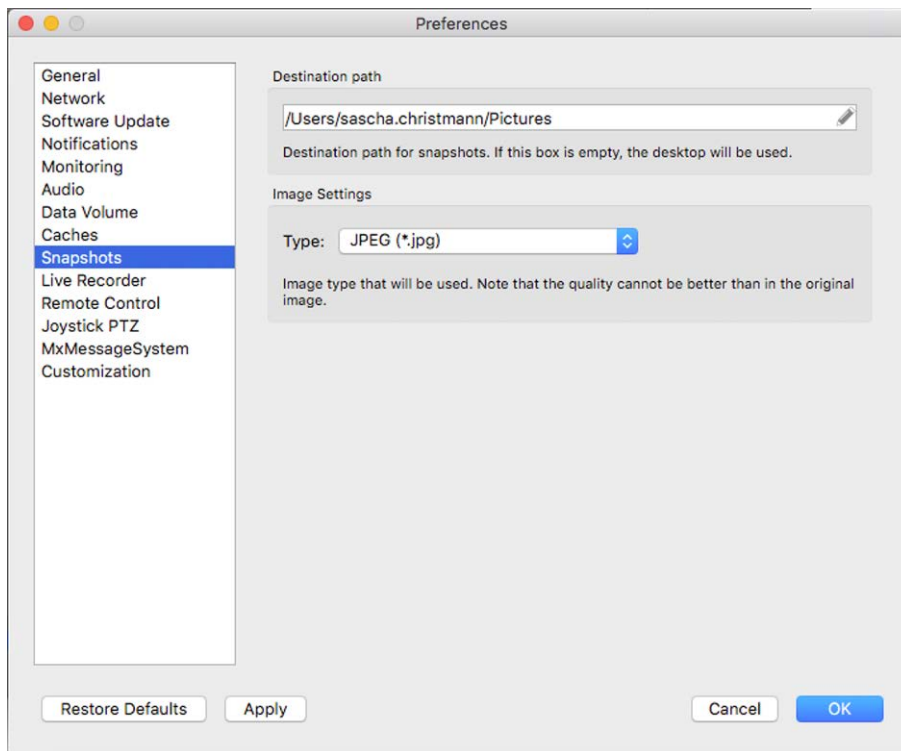 Preferences
General
Network
Software Update
Notifications
Monitoring
Audio
Data Volume
Caches
Snapshots
Live Recorder
Remote Control
Joystick PTZ
MxMessageSystem
Customization
Destination path
/Users/sascha.christmann/Pictures
Destination path for snapshots. If this box is empty, the desktop will be used.
Image Settings
Type: JPEG (*.jpg)
Image type that will be used. Note that the quality cannot be better than in the original
image.
Restore Defaults Apply Cancel OK